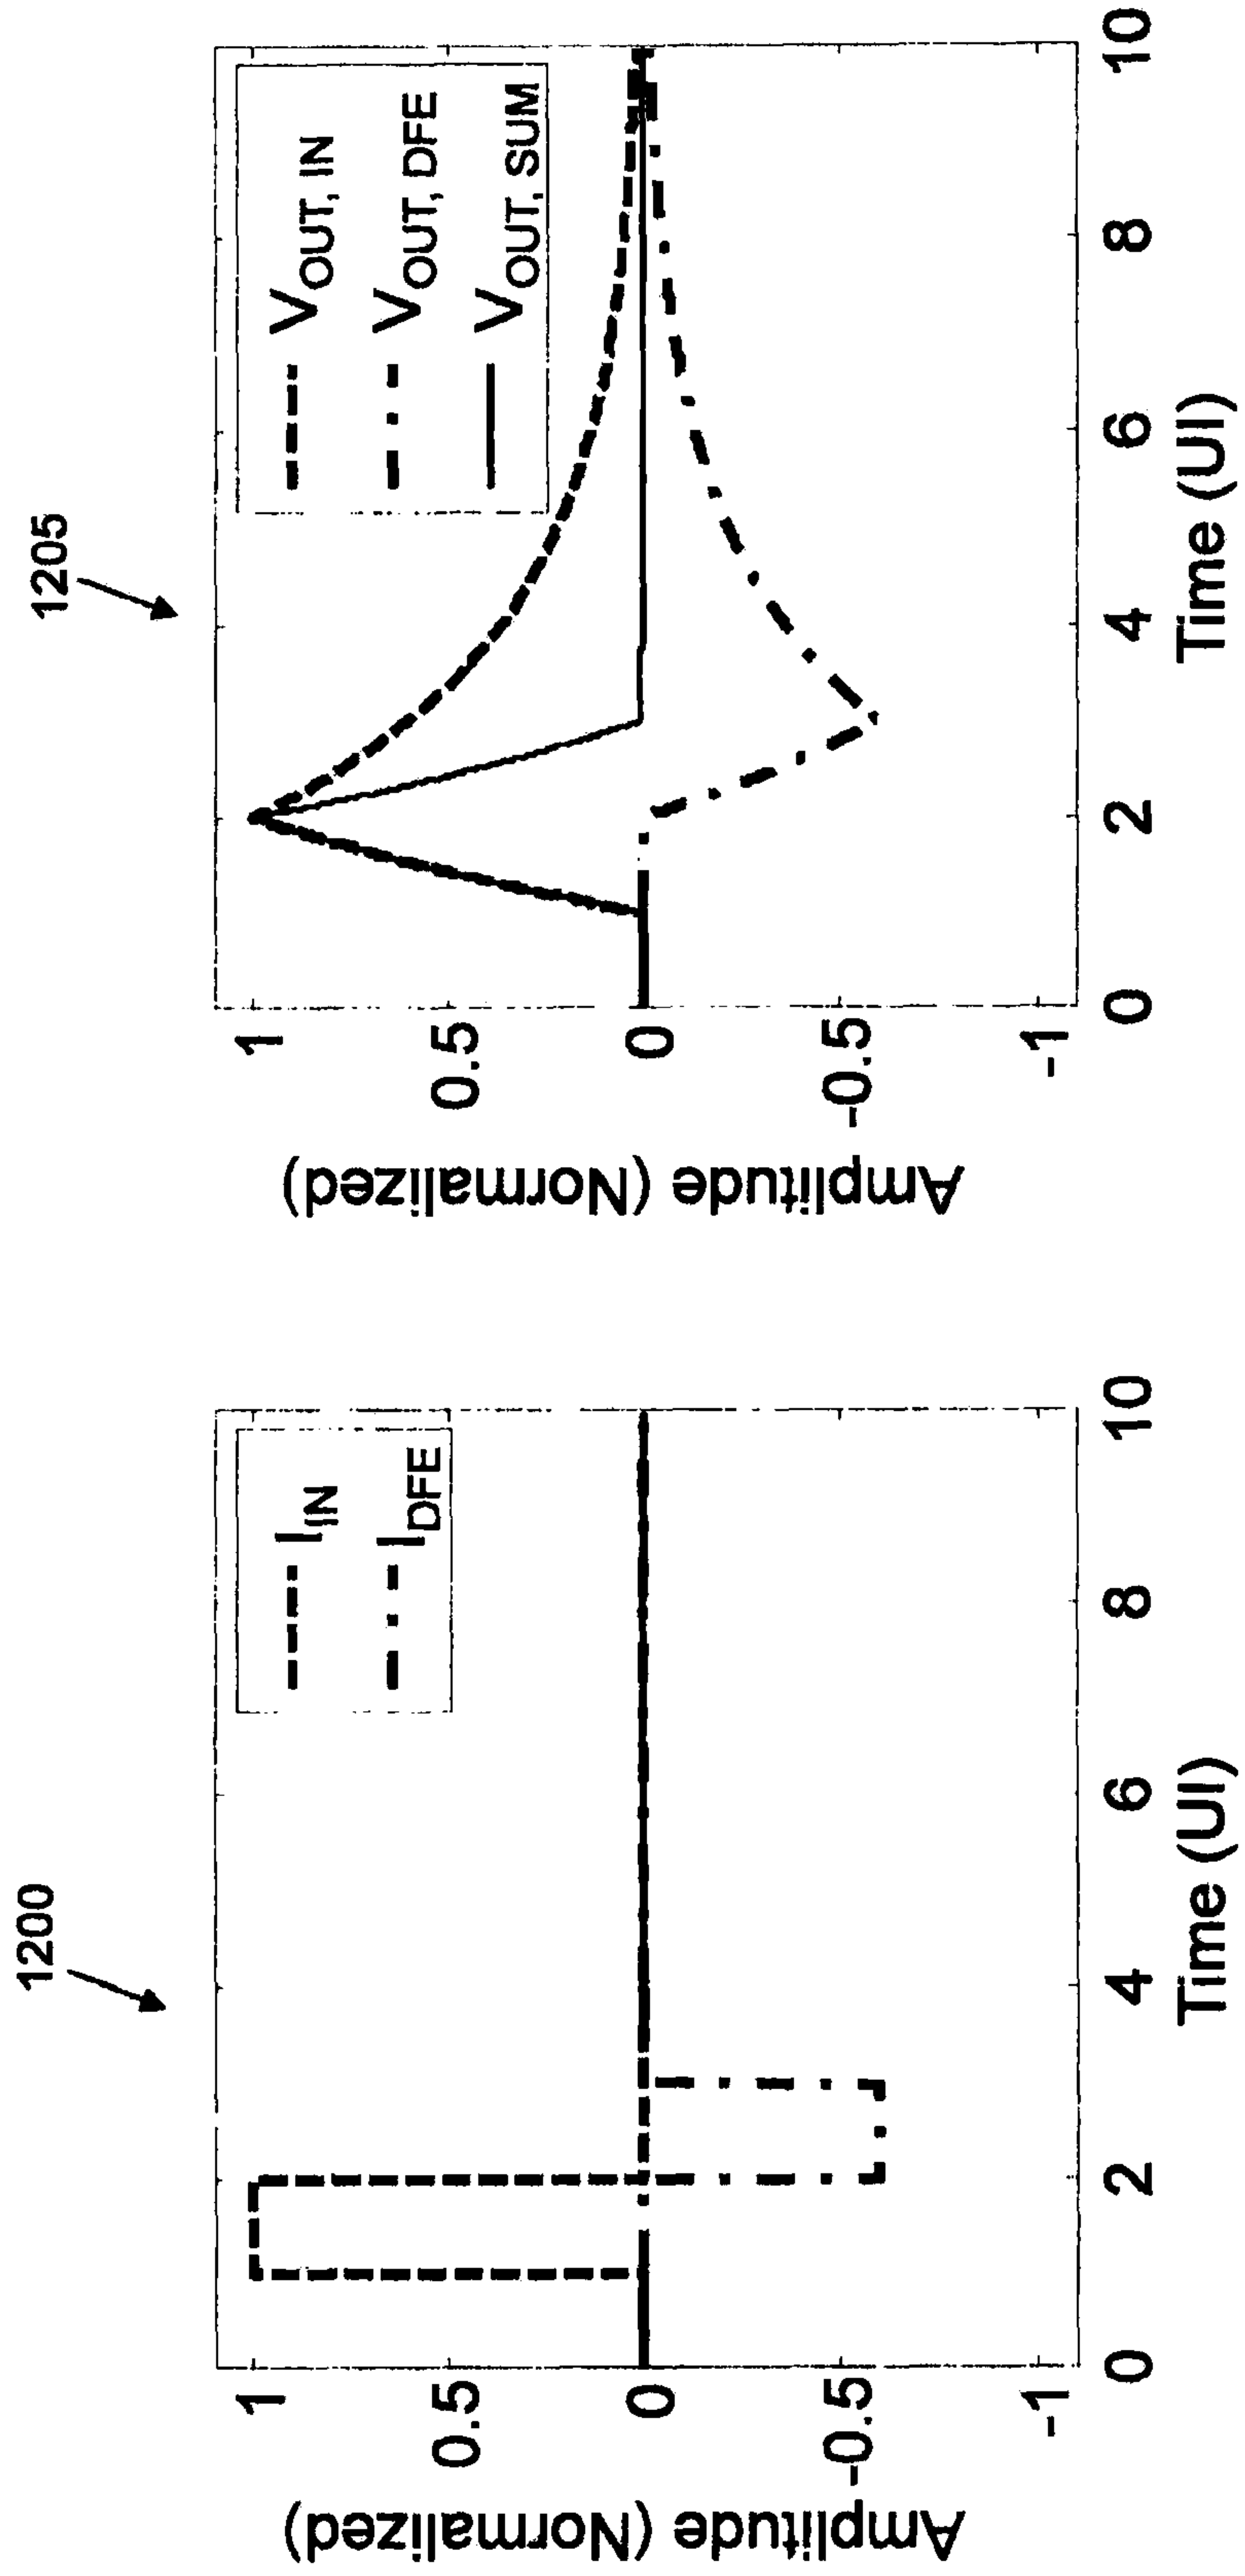 1200
I_IN
I_DFE
1
0.5
0
-0.5
-1
Amplitude (Normalized)
0 2 4 6 8 10
Time (UI)
1205
V_OUT, IN
V_OUT, DFE
V_OUT, SUM
1
0.5
0
-0.5
-1
Amplitude (Normalized)
0 2 4 6 8 10
Time (UI)